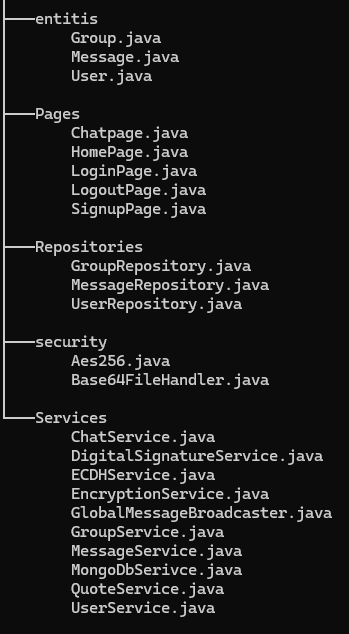 entitis
Group.java
Message.java
User.java
Pages
Chatpage.java
HomePage.java
LoginPage.java
LogoutPage.java
SignupPage.java
Repositories
GroupRepository.java
MessageRepository.java
UserRepository.java
security
Aes256.java
Base64FileHandler.java
Services
ChatService.java
DigitalSignatureService.java
ECDHService.java
EncryptionService.java
GlobalMessageBroadcaster.java
GroupService.java
MessageService.java
MongoDbSerivce.java
QuoteService.java
UserService.java